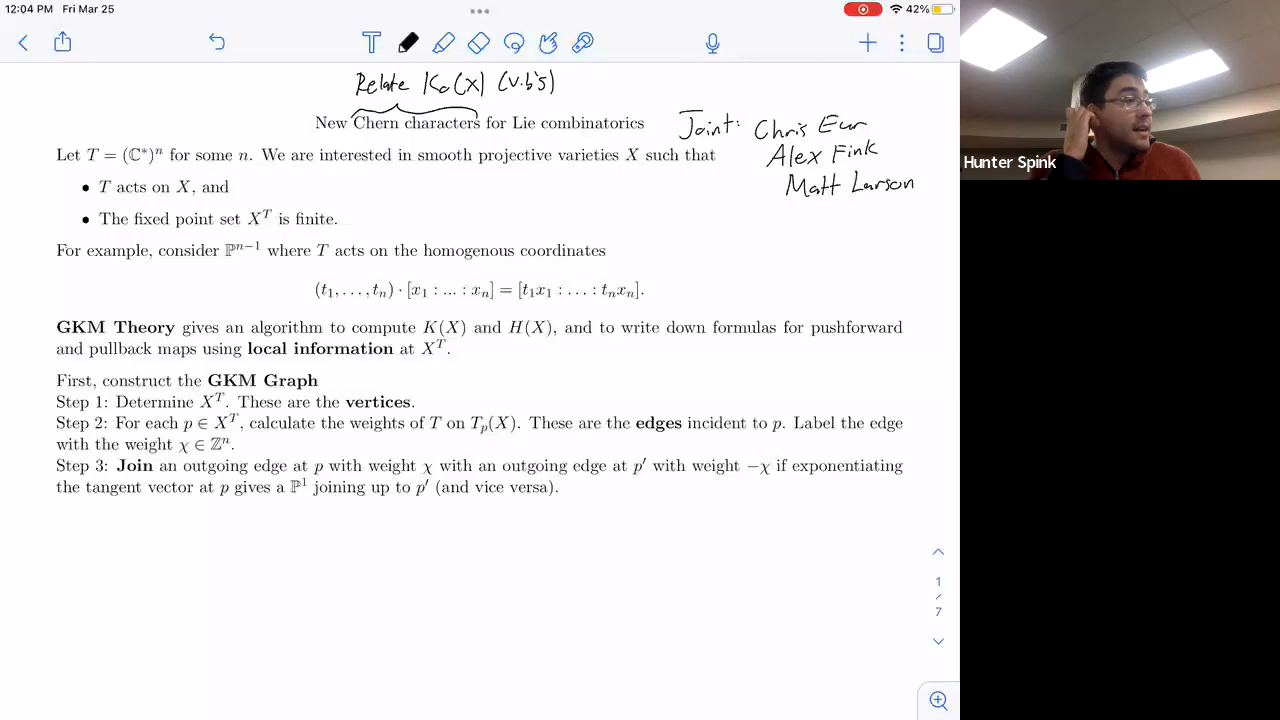 12:04 PM Fri Mar 25
42%
Relate K₀(X) (v.b's)
New Chern characters for Lie combinatorics
Joint: Chris Eur
Alex Fink
Matt Larson
Let T = (ℂ*)ⁿ for some n. We are interested in smooth projective varieties X such that
• T acts on X, and
• The fixed point set Xᵀ is finite.
For example, consider ℙⁿ⁻¹ where T acts on the homogenous coordinates
(t₁, . . . , tₙ) · [x₁ : ... : xₙ] = [t₁x₁ : . . . : tₙxₙ].
GKM Theory gives an algorithm to compute K(X) and H(X), and to write down formulas for pushforward
and pullback maps using local information at Xᵀ.
First, construct the GKM Graph
Step 1: Determine Xᵀ. These are the vertices.
Step 2: For each p ∈ Xᵀ, calculate the weights of T on Tₚ(X). These are the edges incident to p. Label the edge
with the weight χ ∈ ℤⁿ.
Step 3: Join an outgoing edge at p with weight χ with an outgoing edge at p′ with weight −χ if exponentiating
the tangent vector at p gives a ℙ¹ joining up to p′ (and vice versa).
1
/
7
Hunter Spink